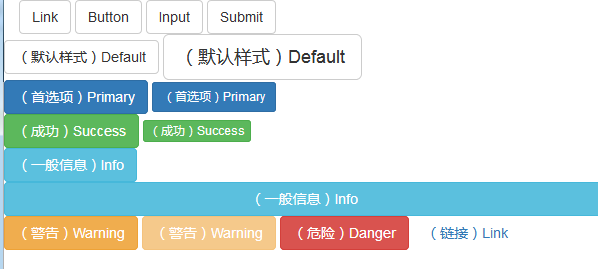 Link Button Input Submit
（默认样式）Default （默认样式）Default
（首选项）Primary （首选项）Primary
（成功）Success （成功）Success
（一般信息）Info
（一般信息）Info
（警告）Warning （警告）Warning （危险）Danger （链接）Link